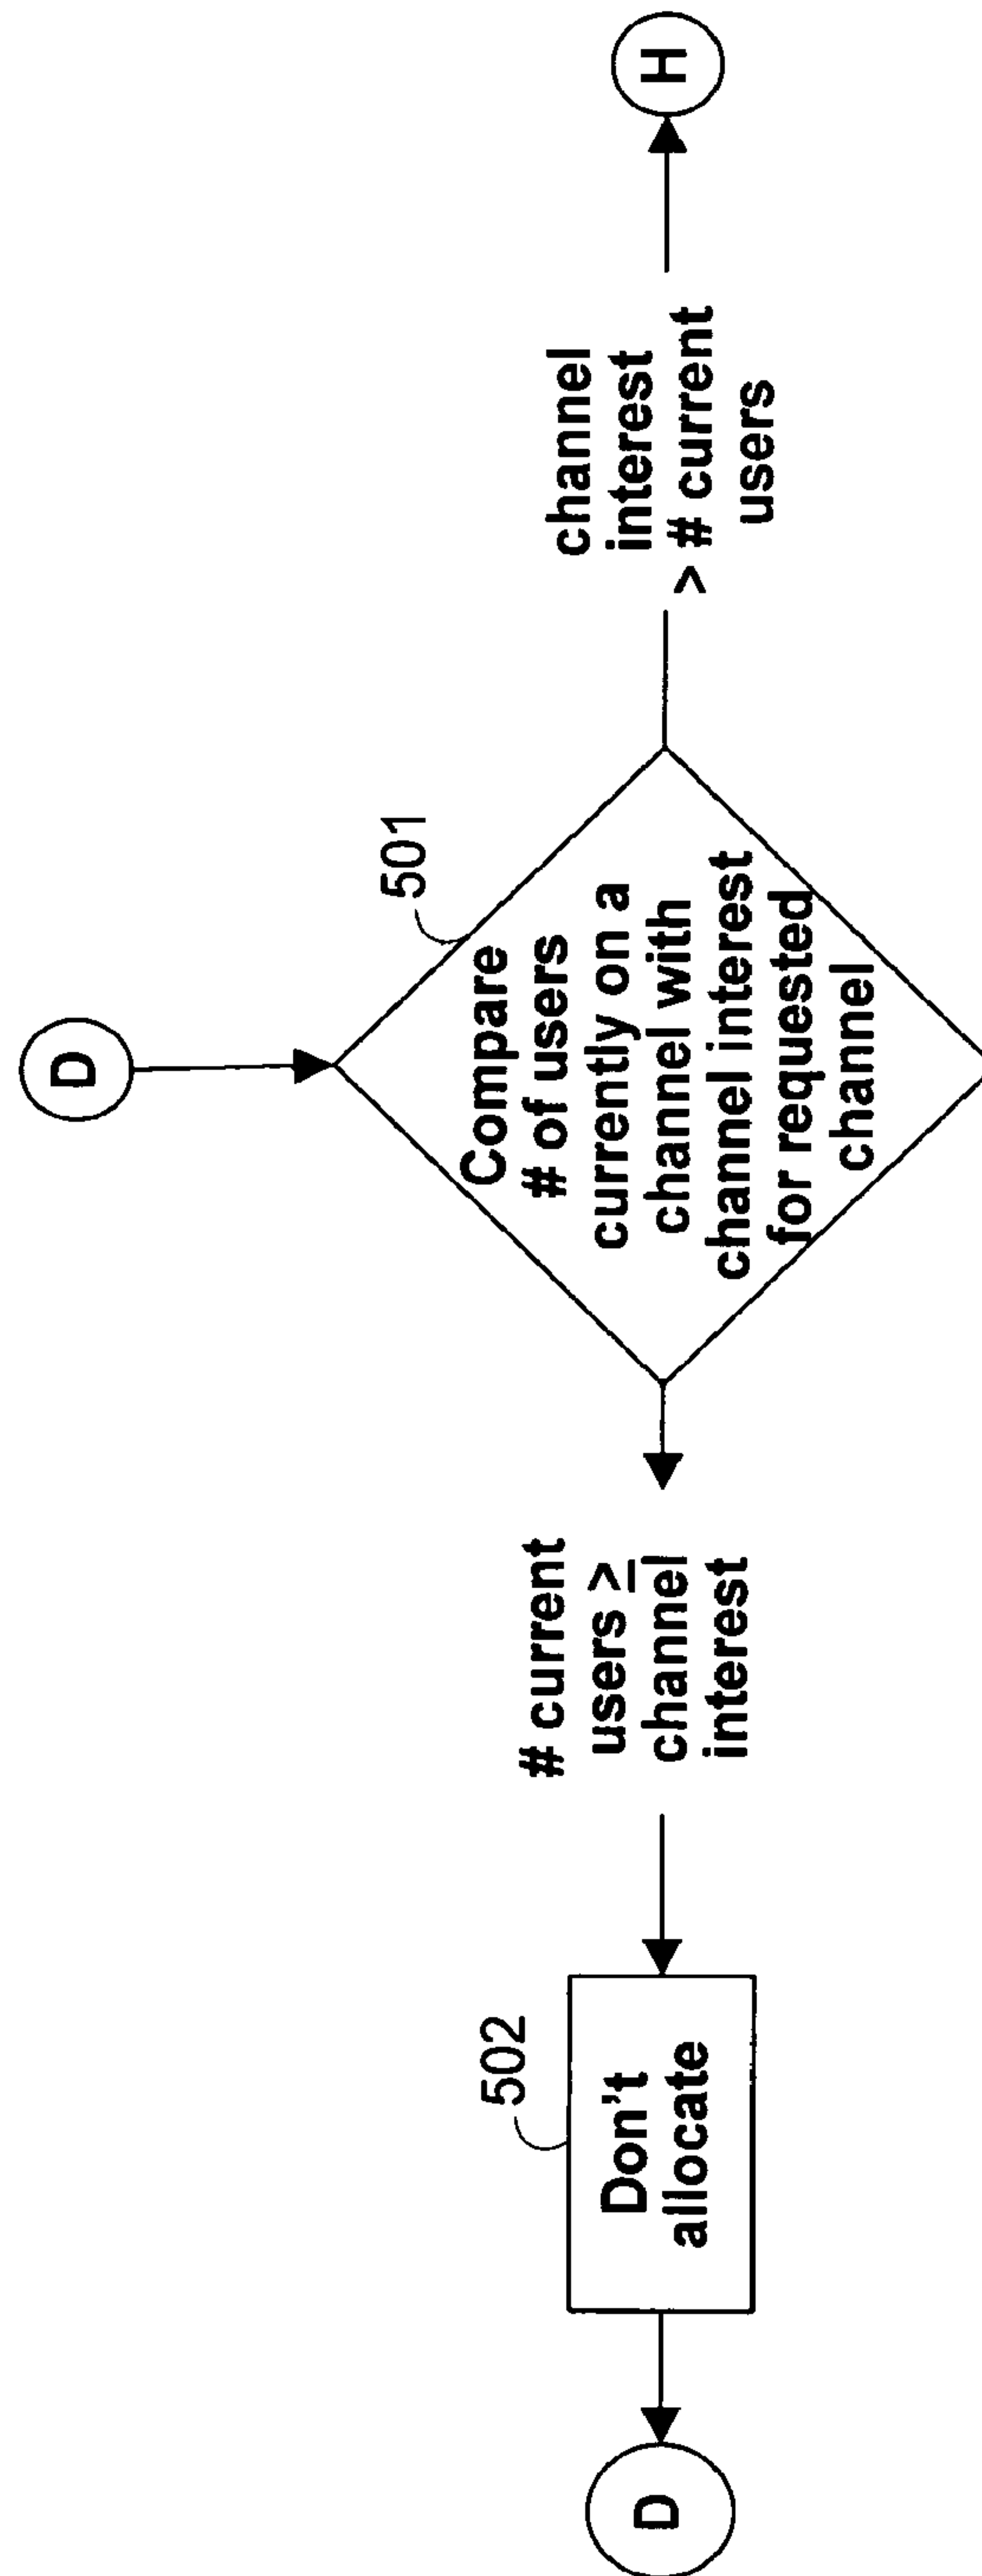 D
501
Compare
# of users
currently on a
channel with
channel interest
for requested
channel
channel
interest
> # current
users
H
# current
users ≥
channel
interest
502
Don't
allocate
D